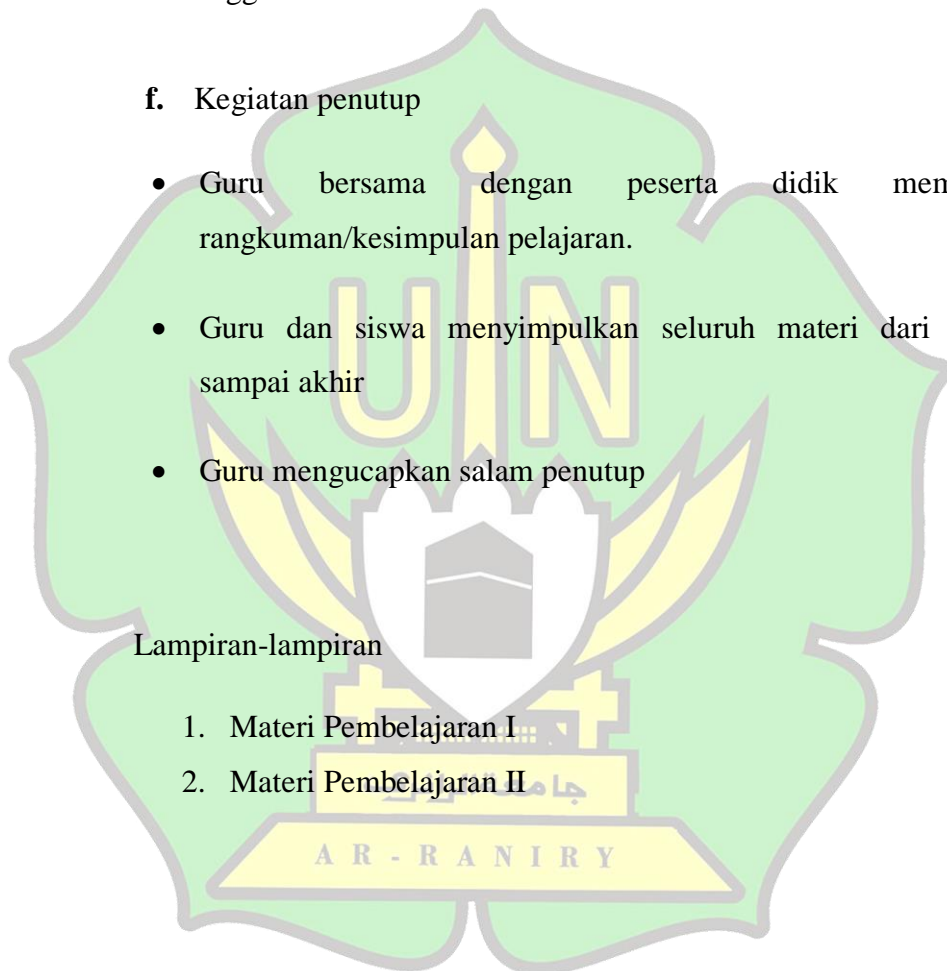 f. Kegiatan penutup
• Guru bersama dengan peserta didik
rangkuman/kesimpulan pelajaran.
• Guru dan siswa menyimpulkan seluruh materi dari
sampai akhir
• Guru mengucapkan salam penutup
UIN
Lampiran-lampiran
1. Materi Pembelajaran I
2. Materi Pembelajaran II
AR-RANIRY